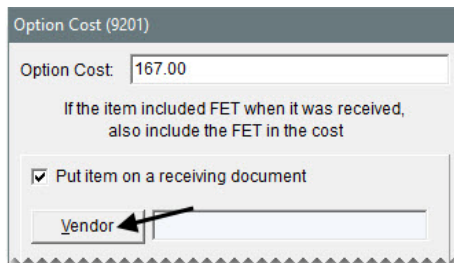 Option Cost (9201)
Option Cost: 167.00
If the item included FET when it was received,
also include the FET in the cost
Put item on a receiving document
Vendor